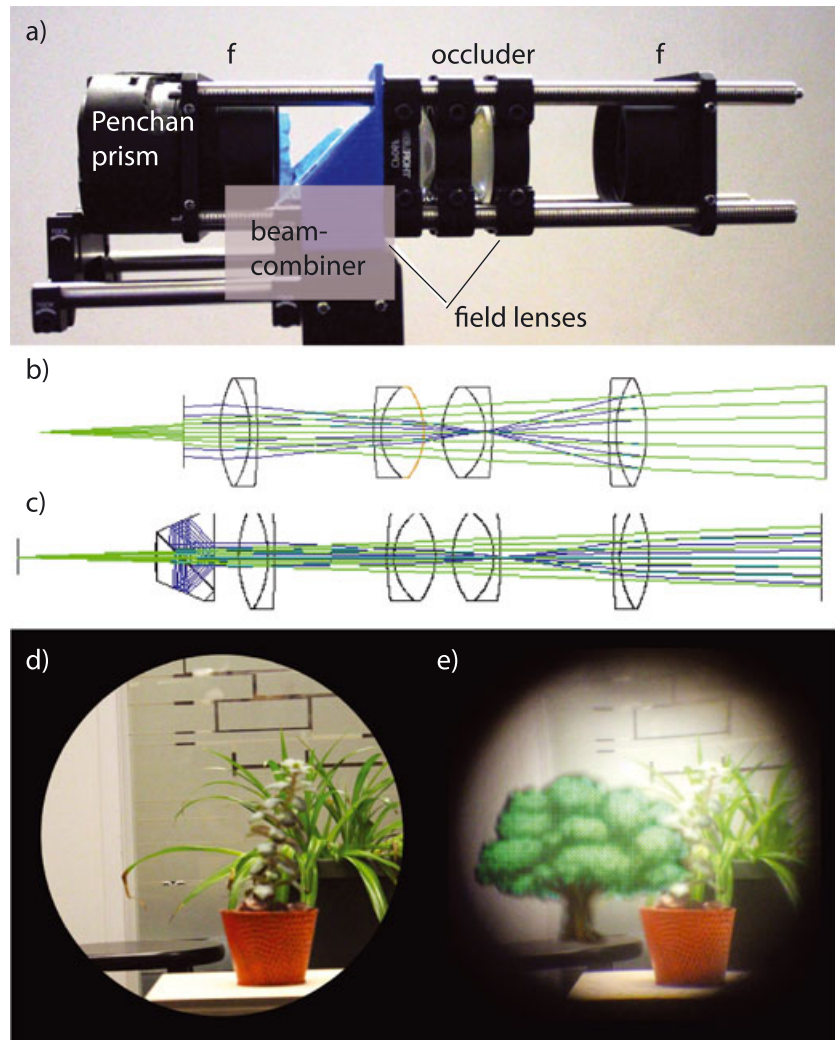 a)
f
occluder
f
Penchan
prism
beam-
combiner
field lenses
b)
c)
d)
e)